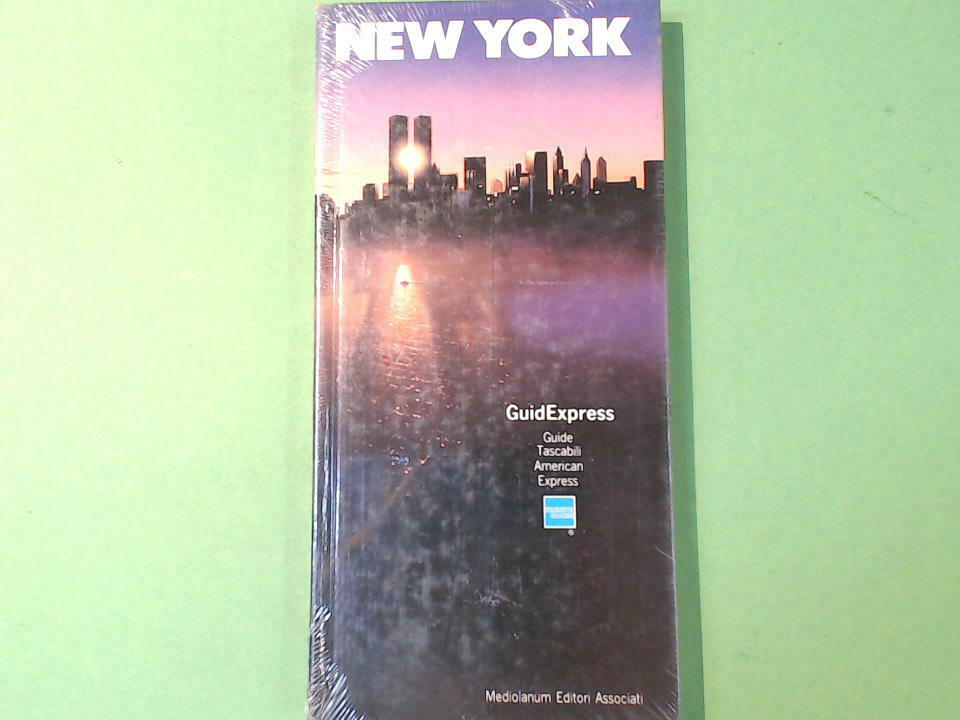 NEW YORK
GuidExpress
Guide
Tascabili
American
Express
®
Mediolanum Editori Associati